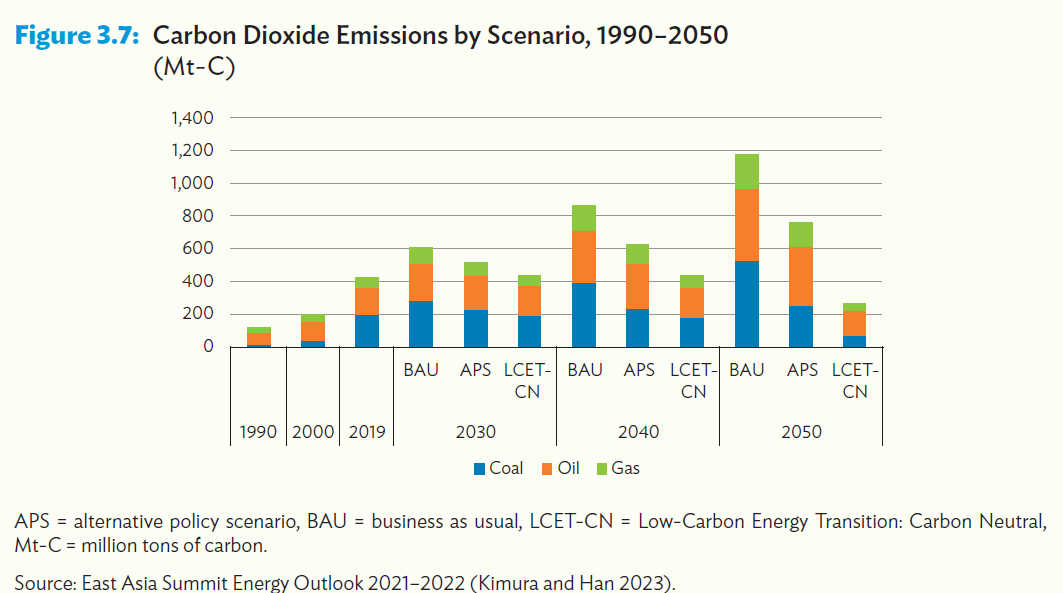 Figure 3.7: Carbon Dioxide Emissions by Scenario, 1990–2050
(Mt-C)
1,400
1,200
1,000
800
600
400
200
0
BAU APS LCET-CN BAU APS LCET-CN BAU APS LCET-CN
1990 2000 2019 2030 2040 2050
Coal Oil Gas
APS = alternative policy scenario, BAU = business as usual, LCET-CN = Low-Carbon Energy Transition: Carbon Neutral,
Mt-C = million tons of carbon.
Source: East Asia Summit Energy Outlook 2021–2022 (Kimura and Han 2023).